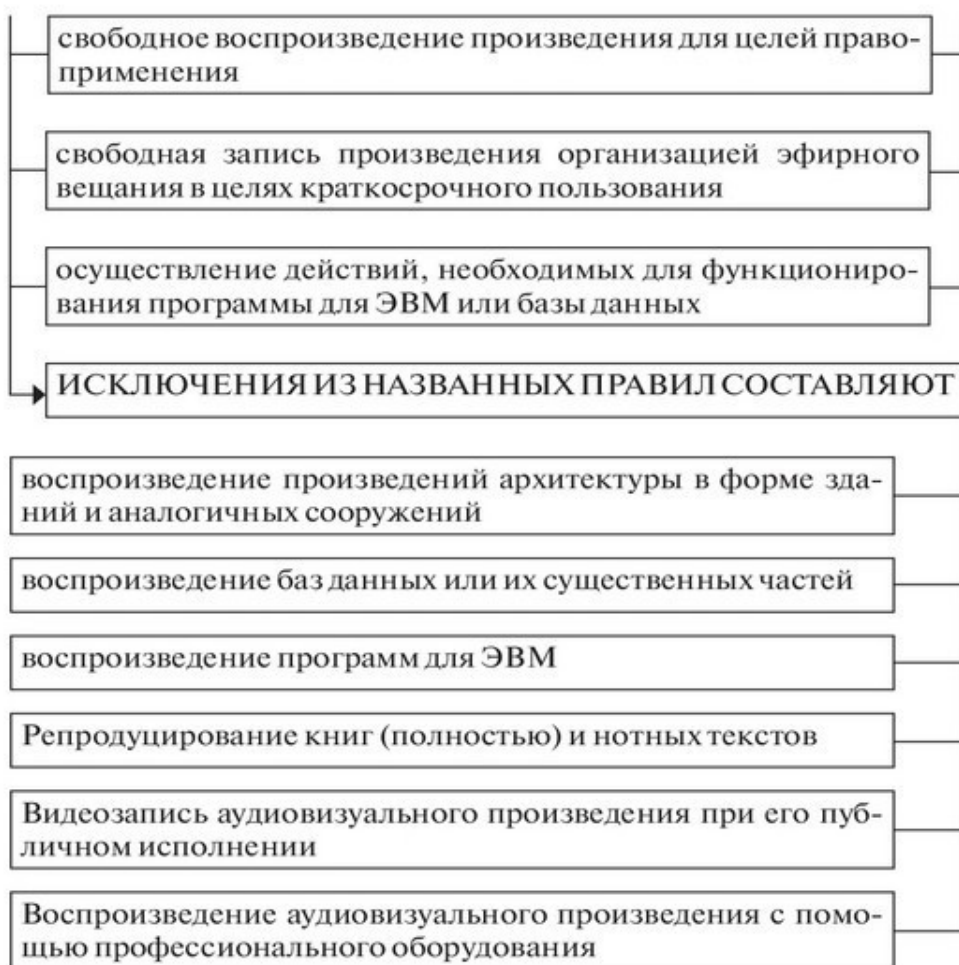 свободное воспроизведение произведения для целей право-
применения
свободная запись произведения организацией эфирного
вещания в целях краткосрочного пользования
осуществление действий, необходимых для функциониро-
вания программы для ЭВМ или базы данных
ИСКЛЮЧЕНИЯ ИЗ НАЗВАННЫХ ПРАВИЛ СОСТАВЛЯЮТ
воспроизведение произведений архитектуры в форме зда-
ний и аналогичных сооружений
воспроизведение баз данных или их существенных частей
воспроизведение программ для ЭВМ
Репродуцирование книг (полностью) и нотных текстов
Видеозапись аудиовизуального произведения при его пуб-
личном исполнении
Воспроизведение аудиовизуального произведения с помо-
щью профессионального оборудования